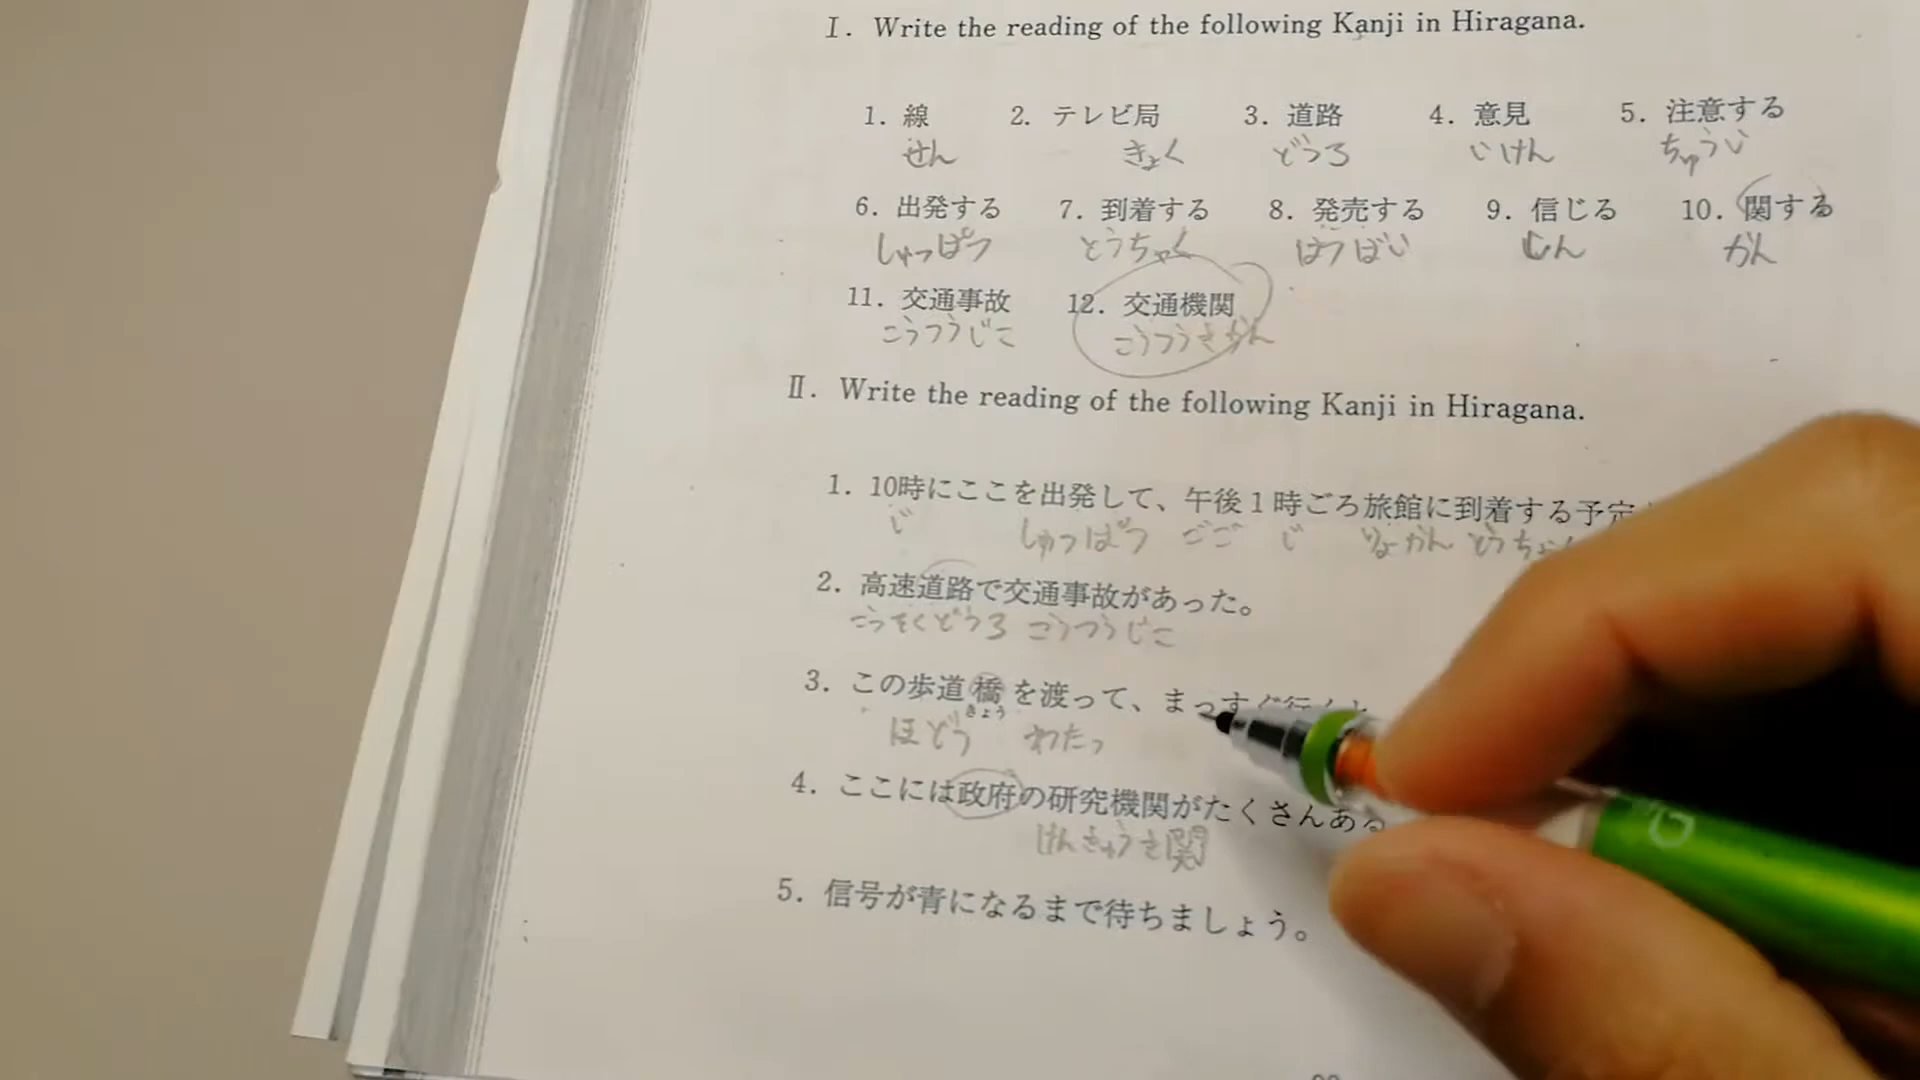 I. Write the reading of the following Kanji in Hiragana.
1. 線 2. テレビ局 3. 道路 4. 意見 5. 注意する
せん きょく どうろ いけん ちゅうい
6. 出発する 7. 到着する 8. 発売する 9. 信じる 10. 関する
しゅっぱつ とうちゃく はつばい しん かん
11. 交通事故 12. 交通機関
こうつうじこ こうつうきかん
II. Write the reading of the following Kanji in Hiragana.
1. 10時にここを出発して、午後1時ごろ旅館に到着する予定
じ しゅっぱつ ごご じ りょかん とうちゃ
2. 高速道路で交通事故があった。
こうそくどうろ こうつうじこ
3. この歩道橋を渡って、まっすぐ行くと
きょう
ほどう わたっ
4. ここには政府の研究機関がたくさんある
けんきゅうき関
5. 信号が青になるまで待ちましょう。